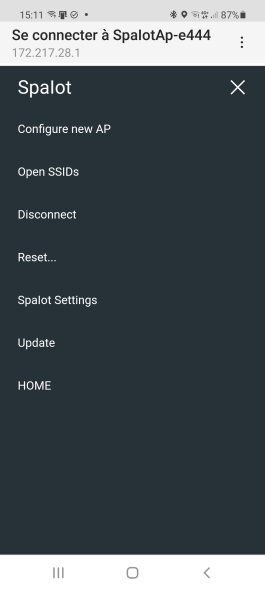 15:11 87%
Se connecter à SpalotAp-e444
172.217.28.1
Spalot
Configure new AP
Open SSIDs
Disconnect
Reset...
Spalot Settings
Update
HOME